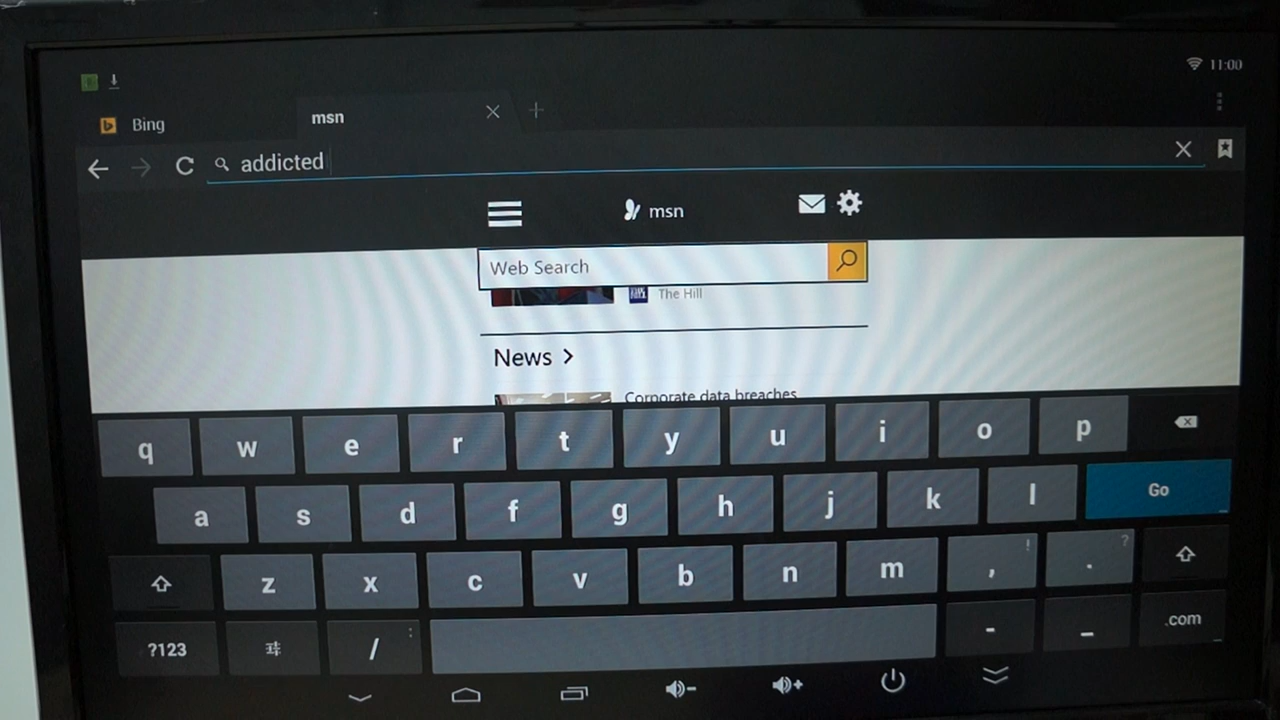 11:00
Bing
msn
addicted
msn
Web Search
The Hill
News >
Corporate data breaches
q w e r t y u i o p
a s d f g h j k l Go
z x c v b n m , ! . ?
?123 / : - _ .com